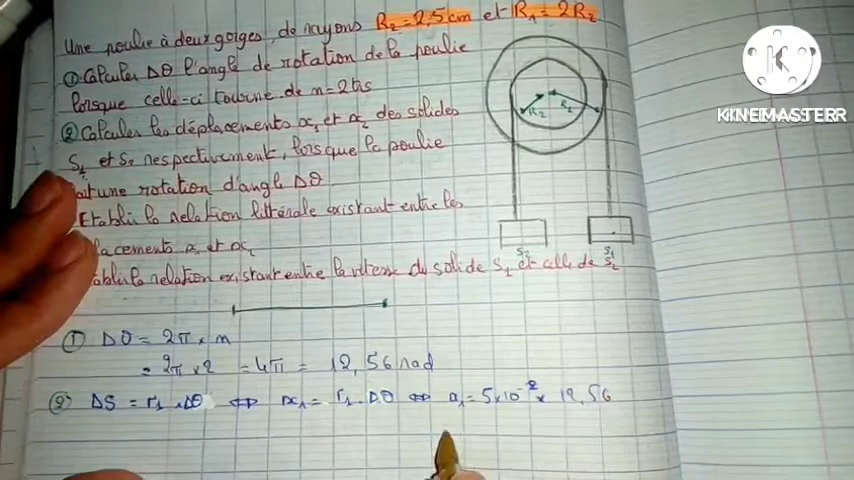 Une poulie à deux gorges, de rayons R₂ = 2,5 cm et R₁ = 2R₂
① Calculer Δθ l'angle de rotation de la poulie
lorsque celle-ci tourne de n = 2 trs
② Calculer les déplacements x₁ et x₂ des solides
S₁ et S₂ respectivement, lorsque la poulie
fait une rotation d'angle Δθ
Etablir la relation littérale existant entre les
placements x₁ et x₂
blir la relation existant entre la vitesse du solide S₁ et celle de S₂
R₂
R₁
S₂
S₁
① Δθ = 2π × n
= 2π × 2 = 4π = 12,56 rad
② ΔS = r₁ × Δθ ⇔ x₁ = r₁ . Δθ ⇔ x₁ = 5×10⁻² × 12,56
K
KINEMASTER